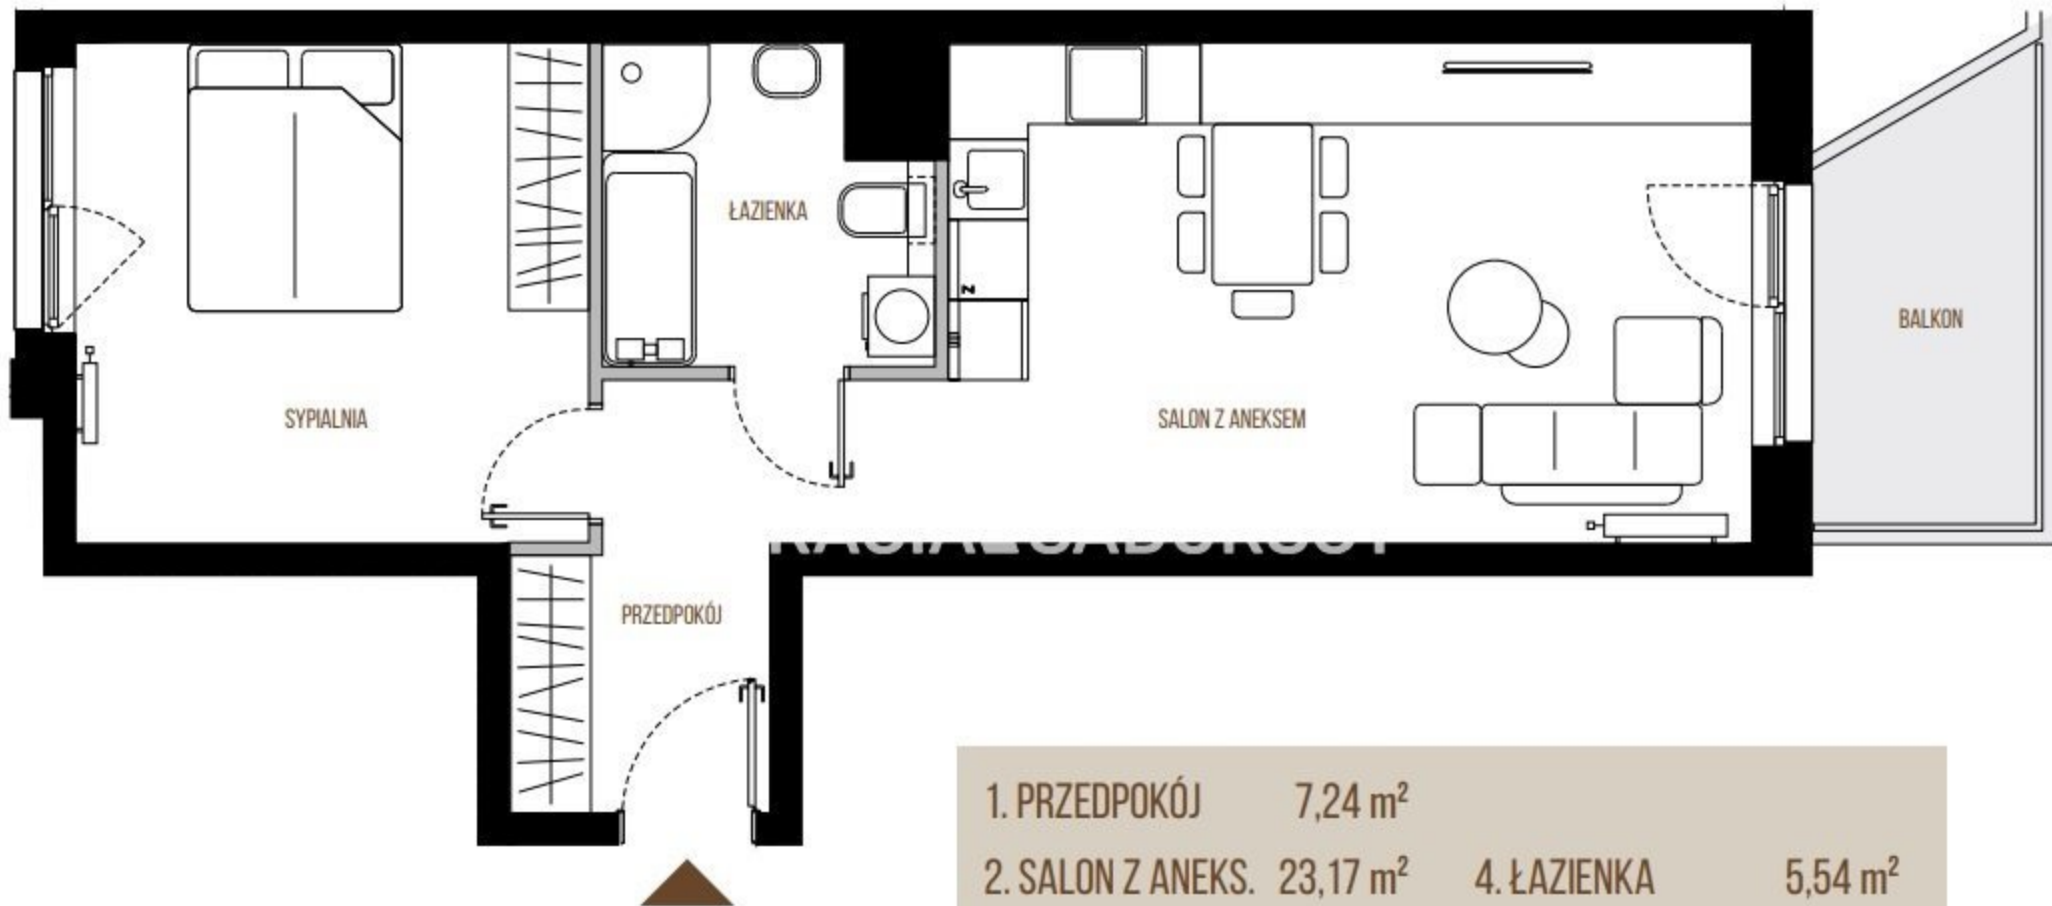 ŁAZIENKA
BALKON
SYPIALNIA
SALON Z ANEKSEM
Z
PRZEDPOKÓJ
1. PRZEDPOKÓJ 7,24 m²
2. SALON Z ANEKS. 23,17 m² 4. ŁAZIENKA 5,54 m²